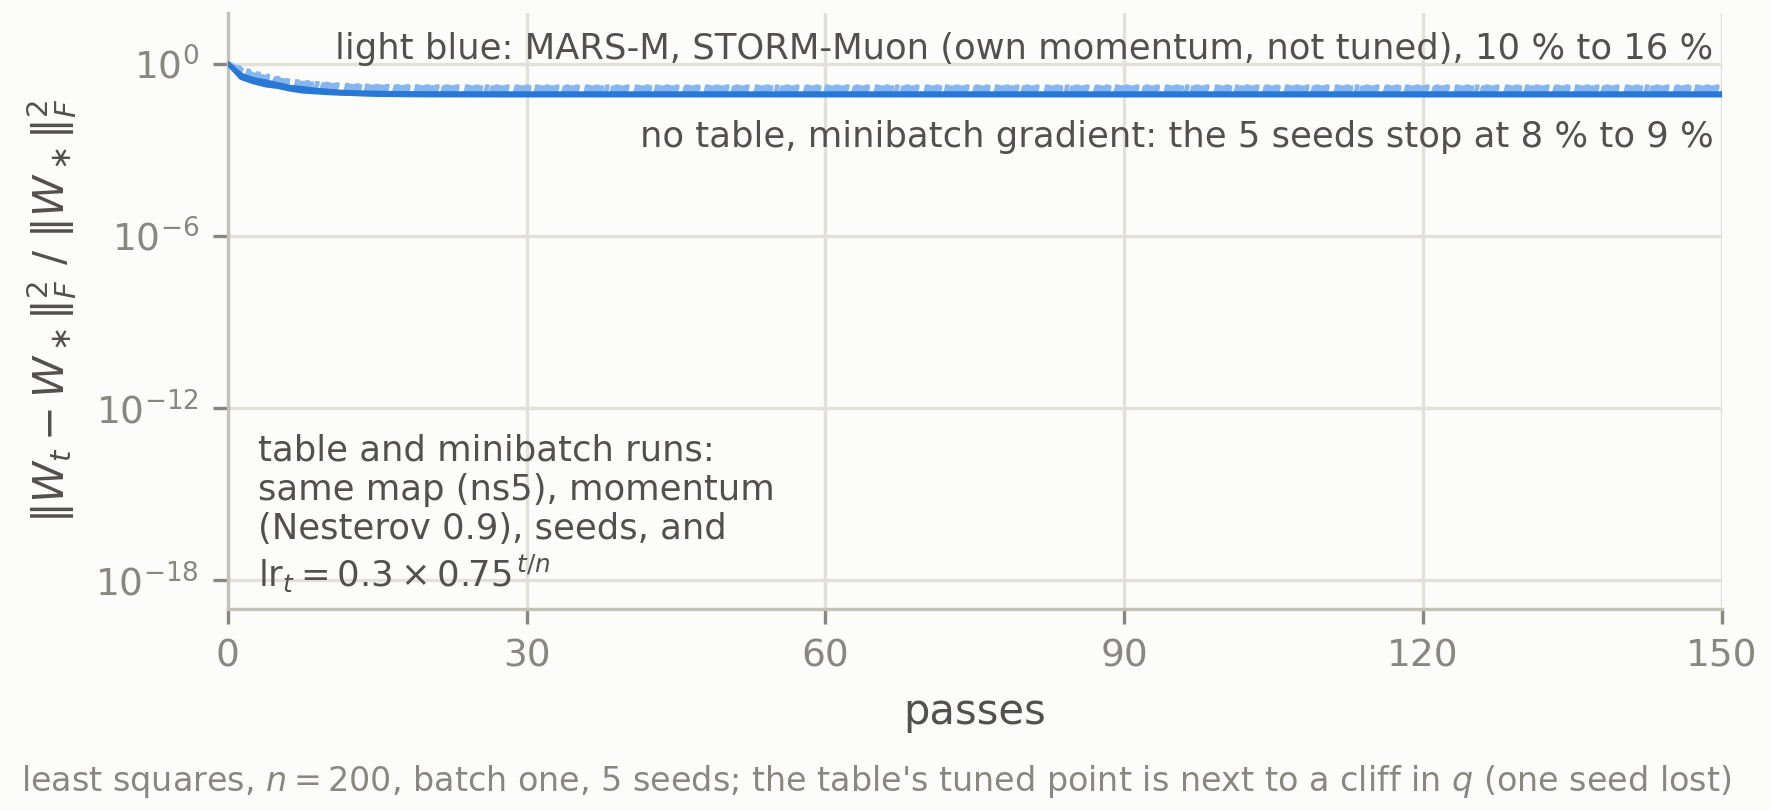 light blue: MARS-M, STORM-Muon (own momentum, not tuned), 10 % to 16 %
no table, minibatch gradient: the 5 seeds stop at 8 % to 9 %
table and minibatch runs:
same map (ns5), momentum
(Nesterov 0.9), seeds, and
lr_t = 0.3 × 0.75^{t/n}
‖W_t − W_*‖_F^2 / ‖W_*‖_F^2
10^0
10^{−6}
10^{−12}
10^{−18}
0 30 60 90 120 150
passes
least squares, n = 200, batch one, 5 seeds; the table's tuned point is next to a cliff in q (one seed lost)